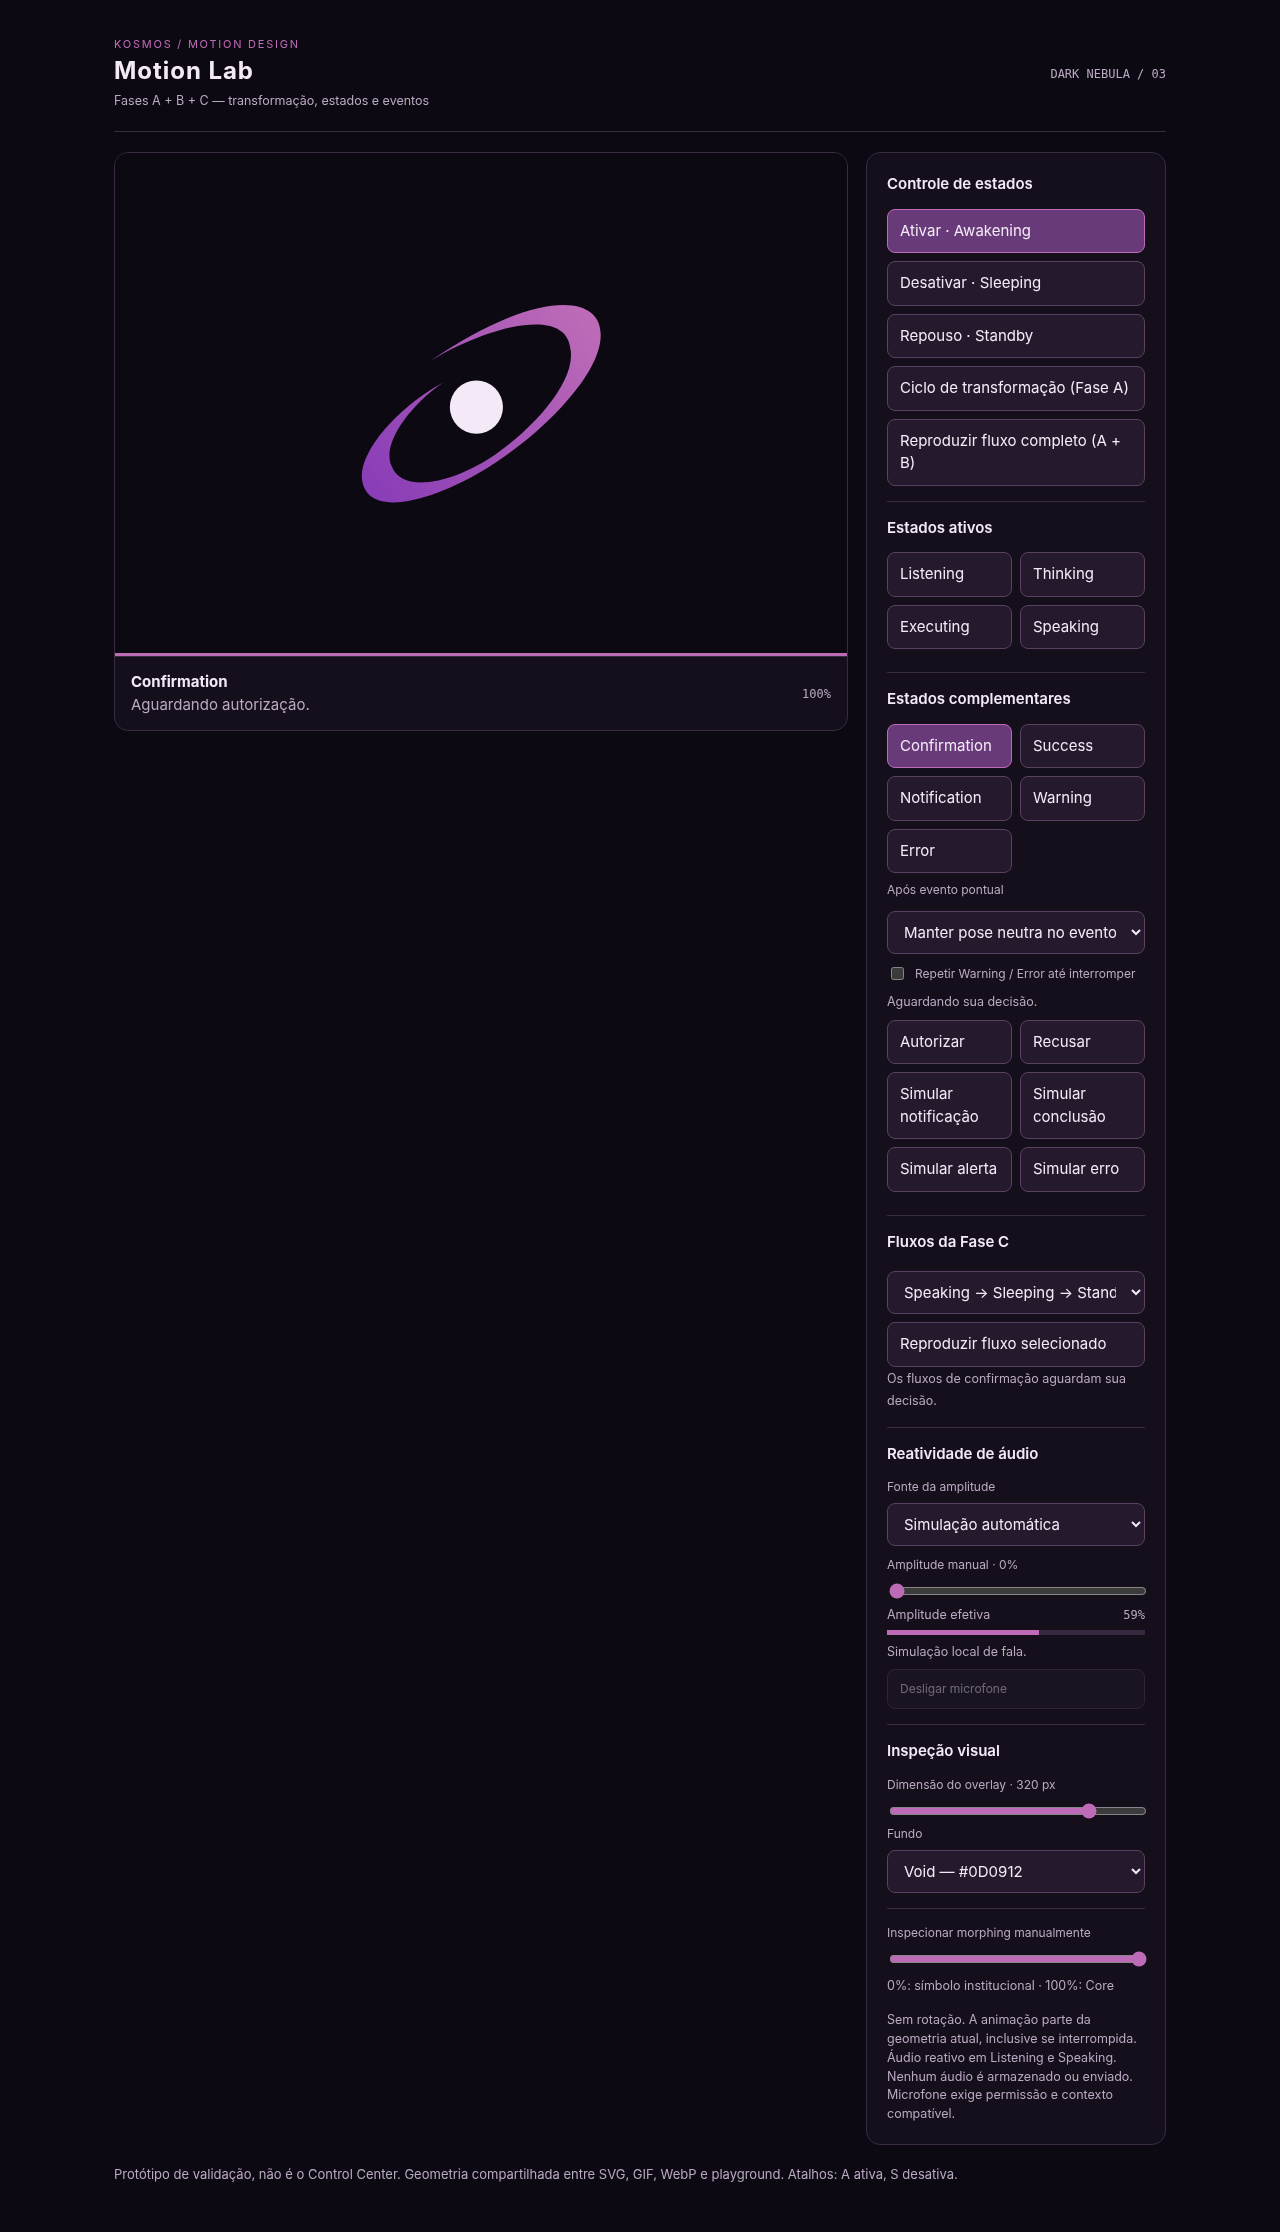 KOSMOS / MOTION DESIGN
Motion Lab
DARK NEBULA / 03
Fases A + B + C — transformação, estados e eventos
Confirmation
Aguardando autorização.
100%
Controle de estados
Ativar · Awakening
Desativar · Sleeping
Repouso · Standby
Ciclo de transformação (Fase A)
Reproduzir fluxo completo (A +
B)
Estados ativos
Listening
Thinking
Executing
Speaking
Estados complementares
Confirmation
Success
Notification
Warning
Error
Após evento pontual
Manter pose neutra no evento
Repetir Warning / Error até interromper
Aguardando sua decisão.
Autorizar
Recusar
Simular
notificação
Simular
conclusão
Simular alerta
Simular erro
Fluxos da Fase C
Speaking → Sleeping → Stand
Reproduzir fluxo selecionado
Os fluxos de confirmação aguardam sua
decisão.
Reatividade de áudio
Fonte da amplitude
Simulação automática
Amplitude manual · 0%
Amplitude efetiva
59%
Simulação local de fala.
Desligar microfone
Inspeção visual
Dimensão do overlay · 320 px
Fundo
Void — #0D0912
Inspecionar morphing manualmente
0%: símbolo institucional · 100%: Core
Sem rotação. A animação parte da
geometria atual, inclusive se interrompida.
Áudio reativo em Listening e Speaking.
Nenhum áudio é armazenado ou enviado.
Microfone exige permissão e contexto
compatível.
Protótipo de validação, não é o Control Center. Geometria compartilhada entre SVG, GIF, WebP e playground. Atalhos: A ativa, S desativa.